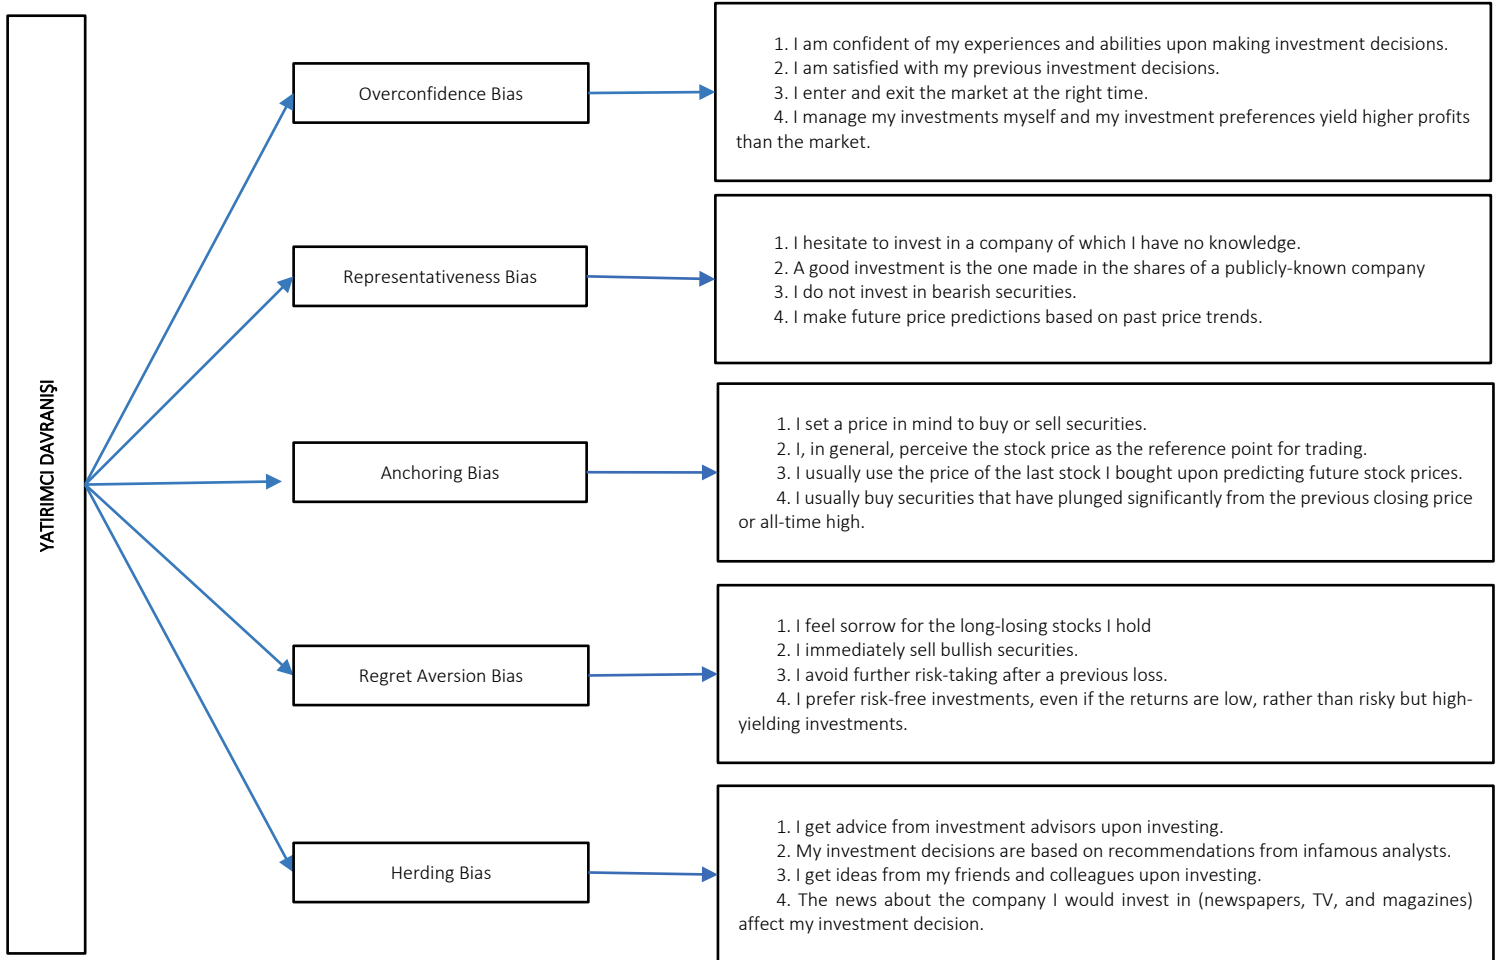 YATIRIMCI DAVRANIŞI
Overconfidence Bias
1. I am confident of my experiences and abilities upon making investment decisions.
2. I am satisfied with my previous investment decisions.
3. I enter and exit the market at the right time.
4. I manage my investments myself and my investment preferences yield higher profits
than the market.
Representativeness Bias
1. I hesitate to invest in a company of which I have no knowledge.
2. A good investment is the one made in the shares of a publicly-known company
3. I do not invest in bearish securities.
4. I make future price predictions based on past price trends.
Anchoring Bias
1. I set a price in mind to buy or sell securities.
2. I, in general, perceive the stock price as the reference point for trading.
3. I usually use the price of the last stock I bought upon predicting future stock prices.
4. I usually buy securities that have plunged significantly from the previous closing price
or all-time high.
Regret Aversion Bias
1. I feel sorrow for the long-losing stocks I hold
2. I immediately sell bullish securities.
3. I avoid further risk-taking after a previous loss.
4. I prefer risk-free investments, even if the returns are low, rather than risky but high-
yielding investments.
Herding Bias
1. I get advice from investment advisors upon investing.
2. My investment decisions are based on recommendations from infamous analysts.
3. I get ideas from my friends and colleagues upon investing.
4. The news about the company I would invest in (newspapers, TV, and magazines)
affect my investment decision.